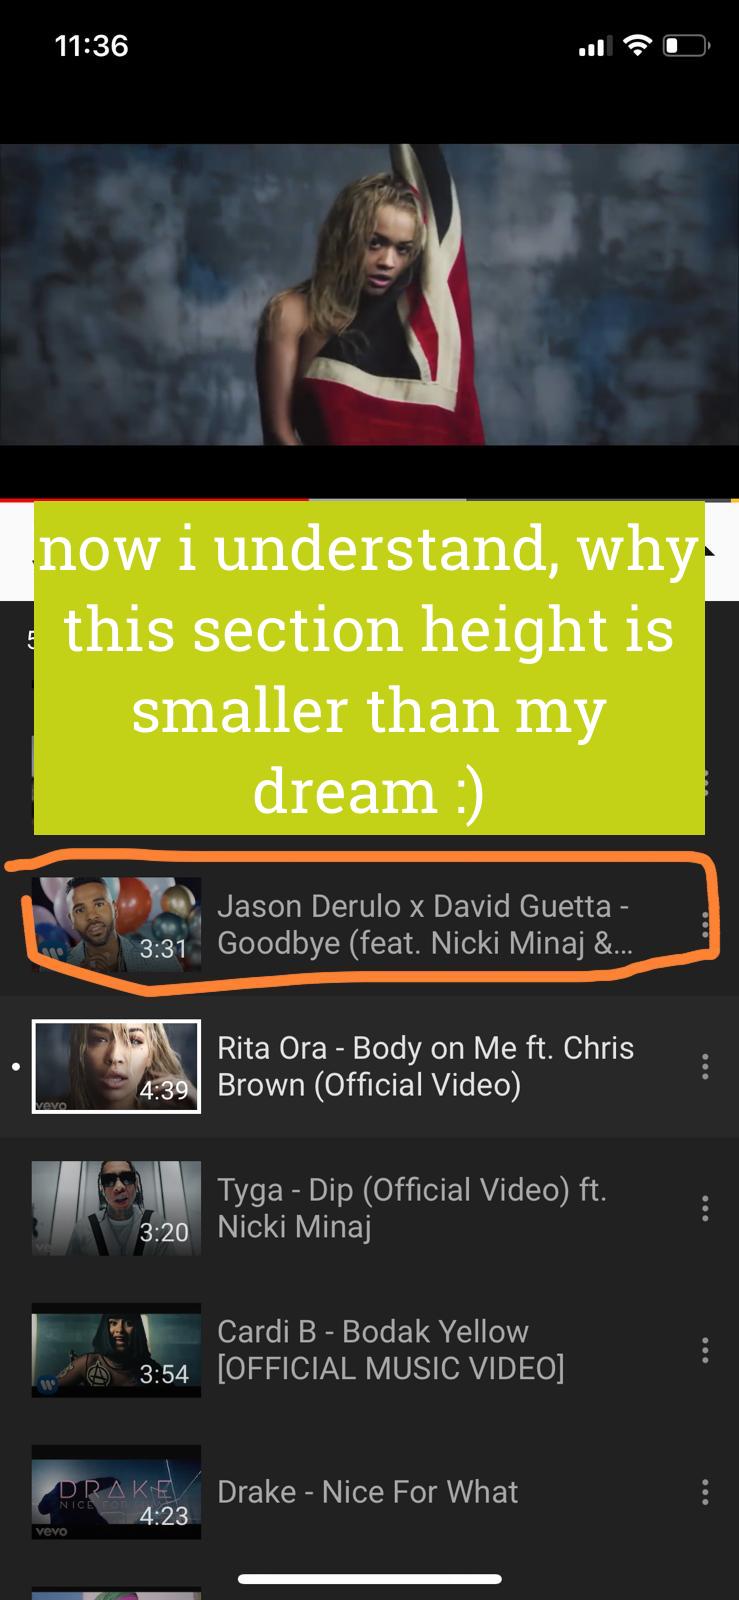 11:36
now i understand, why
this section height is
smaller than my
dream :)
3:31
Jason Derulo x David Guetta -
Goodbye (feat. Nicki Minaj &...
4:39
vevo
Rita Ora - Body on Me ft. Chris
Brown (Official Video)
3:20
Tyga - Dip (Official Video) ft.
Nicki Minaj
3:54
Cardi B - Bodak Yellow
[OFFICIAL MUSIC VIDEO]
DRAKE
NICE FOR WHAT
4:23
vevo
Drake - Nice For What